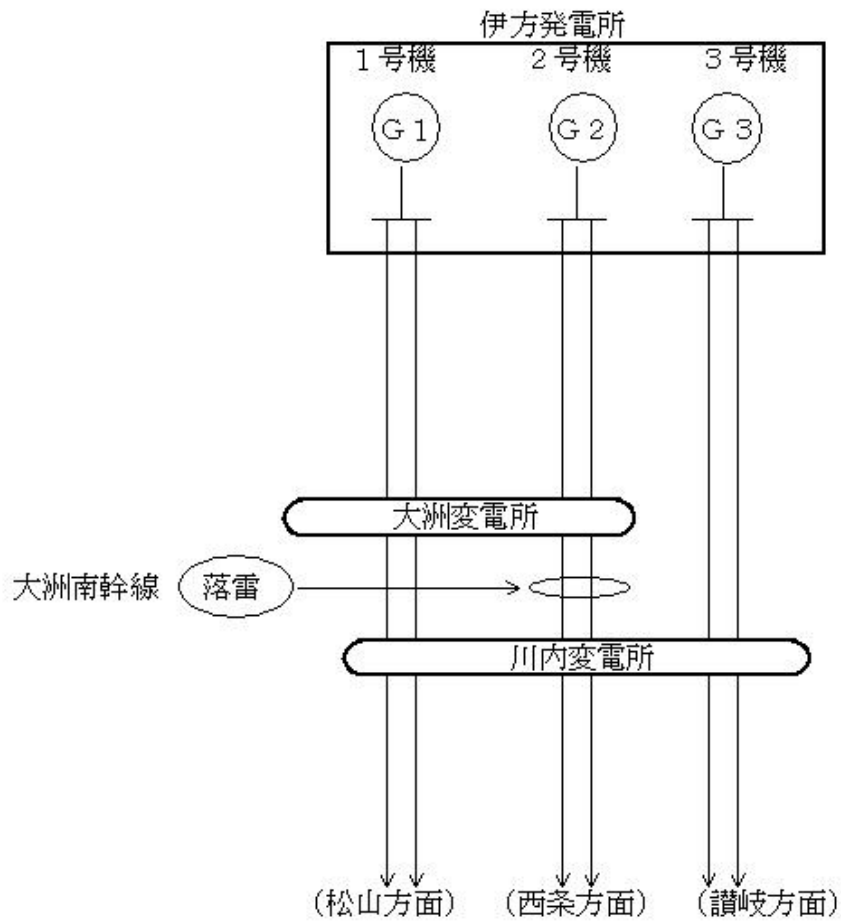 伊方発電所
１号機 ２号機 ３号機
Ｇ１ Ｇ２ Ｇ３
大洲変電所
大洲南幹線 落雷
川内変電所
(松山方面) (西条方面) (讃岐方面)